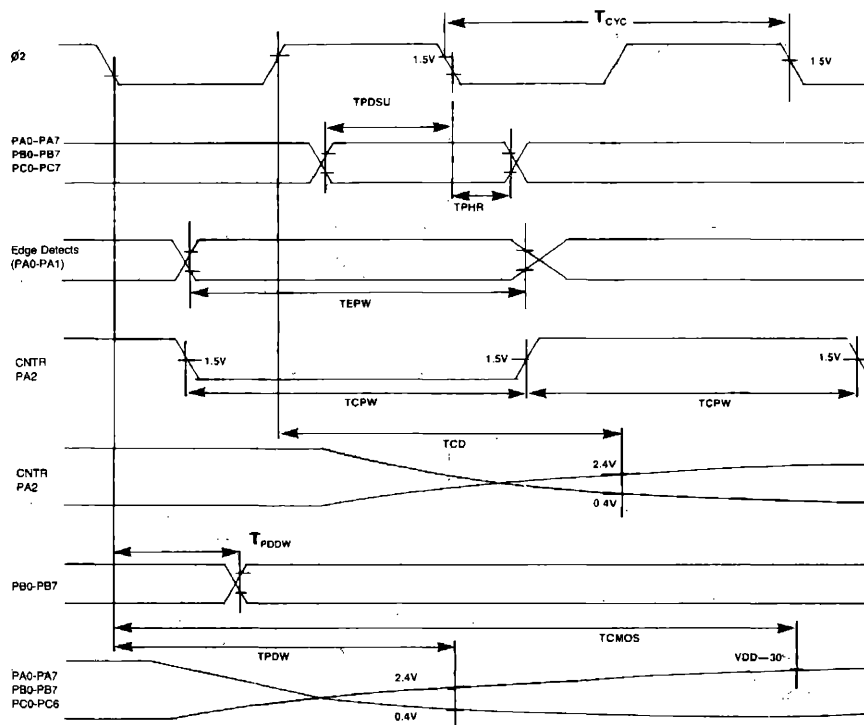 TCYC
Ø2
1.5V
1.5V
TPDSU
PA0-PA7
PB0-PB7
PC0-PC7
TPHR
Edge Detects
(PA0-PA1)
TEPW
CNTR
PA2
1.5V
1.5V
1.5V
TCPW
TCPW
TCD
CNTR
PA2
2.4V
0.4V
TPDDW
PB0-PB7
TCMOS
TPDW
VDD—30
PA0-PA7
PB0-PB7
PC0-PC6
2.4V
0.4V